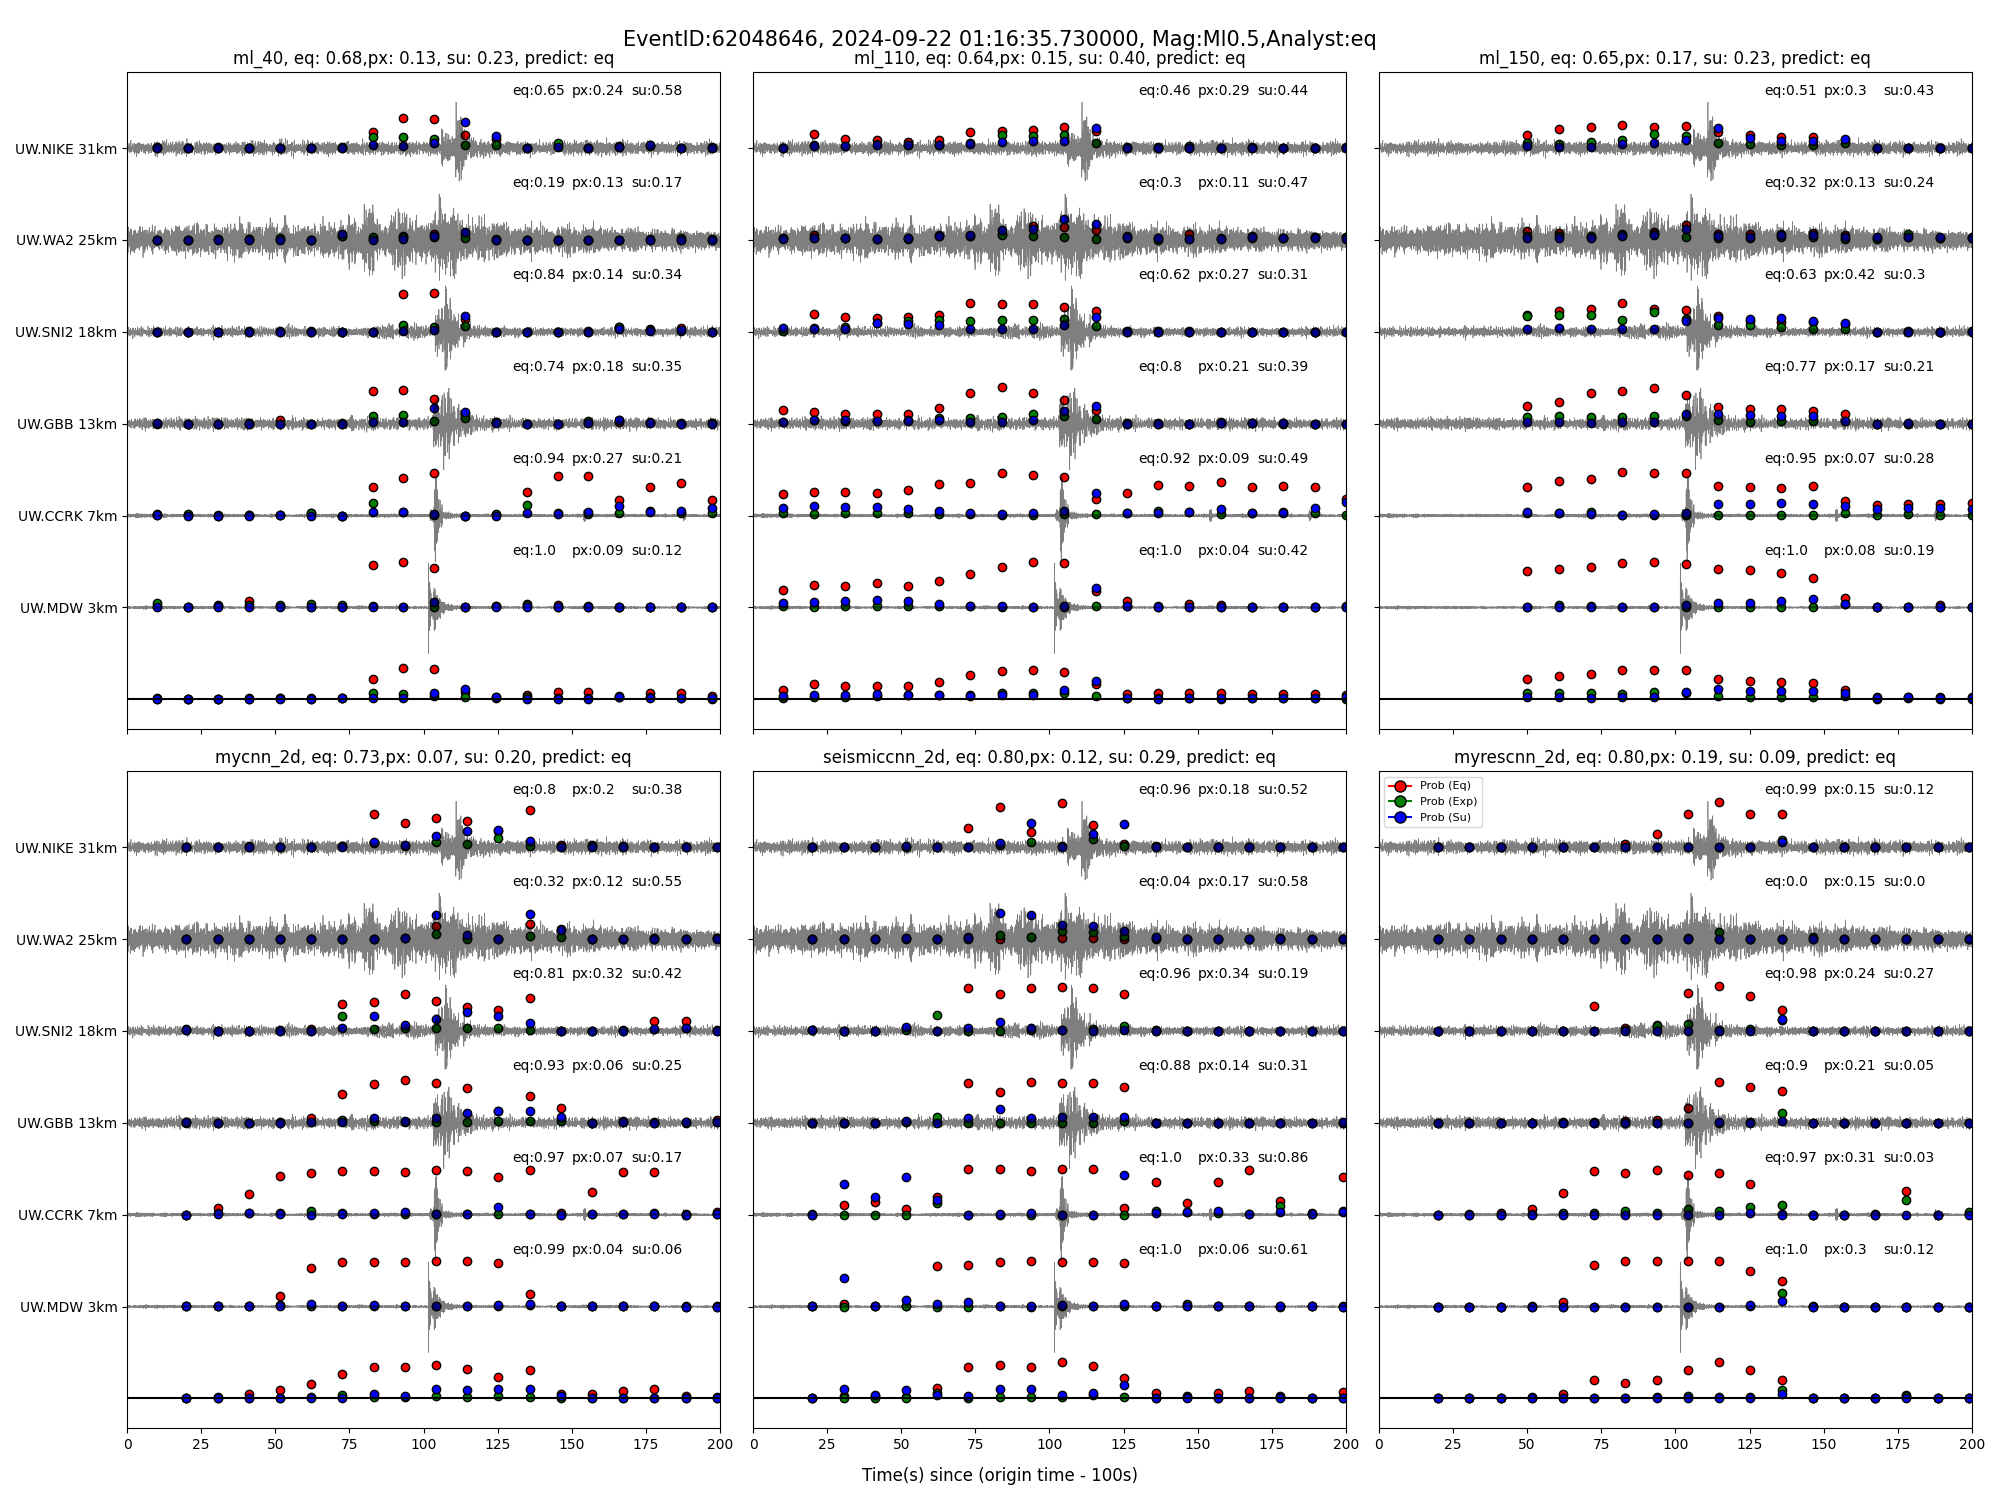 EventID:62048646, 2024-09-22 01:16:35.730000, Mag:Ml0.5,Analyst:eq
ml_40, eq: 0.68,px: 0.13, su: 0.23, predict: eq
eq:0.65 px:0.24 su:0.58
UW.NIKE 31km
eq:0.19 px:0.13 su:0.17
UW.WA2 25km
eq:0.84 px:0.14 su:0.34
UW.SNI2 18km
eq:0.74 px:0.18 su:0.35
UW.GBB 13km
eq:0.94 px:0.27 su:0.21
UW.CCRK 7km
eq:1.0 px:0.09 su:0.12
UW.MDW 3km
ml_110, eq: 0.64,px: 0.15, su: 0.40, predict: eq
eq:0.46 px:0.29 su:0.44
eq:0.3 px:0.11 su:0.47
eq:0.62 px:0.27 su:0.31
eq:0.8 px:0.21 su:0.39
eq:0.92 px:0.09 su:0.49
eq:1.0 px:0.04 su:0.42
ml_150, eq: 0.65,px: 0.17, su: 0.23, predict: eq
eq:0.51 px:0.3 su:0.43
eq:0.32 px:0.13 su:0.24
eq:0.63 px:0.42 su:0.3
eq:0.77 px:0.17 su:0.21
eq:0.95 px:0.07 su:0.28
eq:1.0 px:0.08 su:0.19
mycnn_2d, eq: 0.73,px: 0.07, su: 0.20, predict: eq
eq:0.8 px:0.2 su:0.38
UW.NIKE 31km
eq:0.32 px:0.12 su:0.55
UW.WA2 25km
eq:0.81 px:0.32 su:0.42
UW.SNI2 18km
eq:0.93 px:0.06 su:0.25
UW.GBB 13km
eq:0.97 px:0.07 su:0.17
UW.CCRK 7km
eq:0.99 px:0.04 su:0.06
UW.MDW 3km
0 25 50 75 100 125 150 175 200
seismiccnn_2d, eq: 0.80,px: 0.12, su: 0.29, predict: eq
eq:0.96 px:0.18 su:0.52
eq:0.04 px:0.17 su:0.58
eq:0.96 px:0.34 su:0.19
eq:0.88 px:0.14 su:0.31
eq:1.0 px:0.33 su:0.86
eq:1.0 px:0.06 su:0.61
0 25 50 75 100 125 150 175 200
myrescnn_2d, eq: 0.80,px: 0.19, su: 0.09, predict: eq
Prob (Eq)
Prob (Exp)
Prob (Su)
eq:0.99 px:0.15 su:0.12
eq:0.0 px:0.15 su:0.0
eq:0.98 px:0.24 su:0.27
eq:0.9 px:0.21 su:0.05
eq:0.97 px:0.31 su:0.03
eq:1.0 px:0.3 su:0.12
0 25 50 75 100 125 150 175 200
Time(s) since (origin time - 100s)